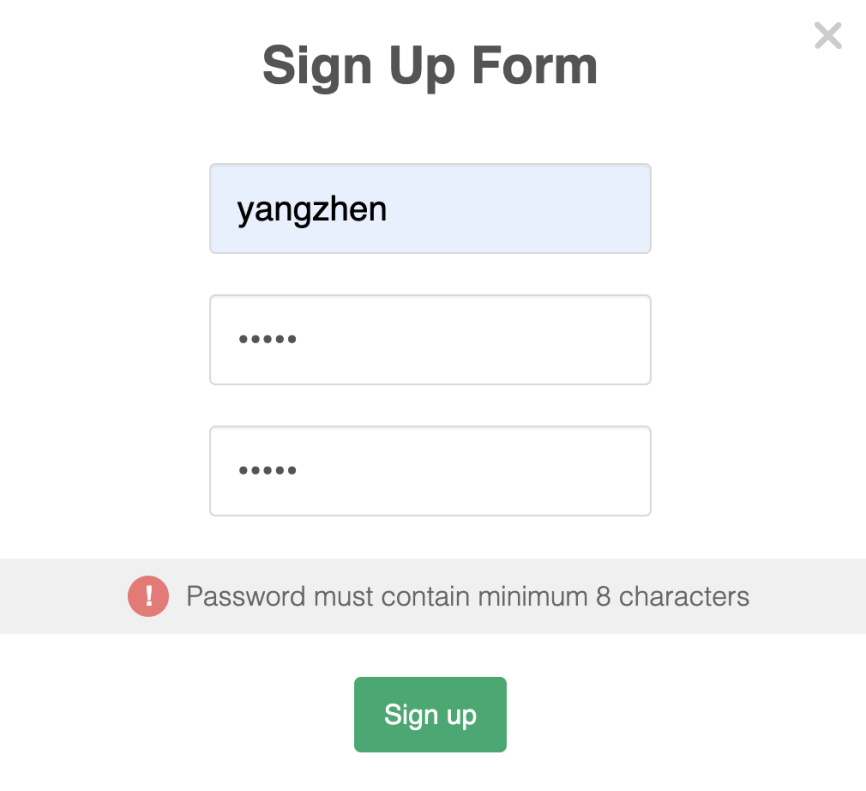 Sign Up Form
yangzhen
•••••
•••••
Password must contain minimum 8 characters
Sign up